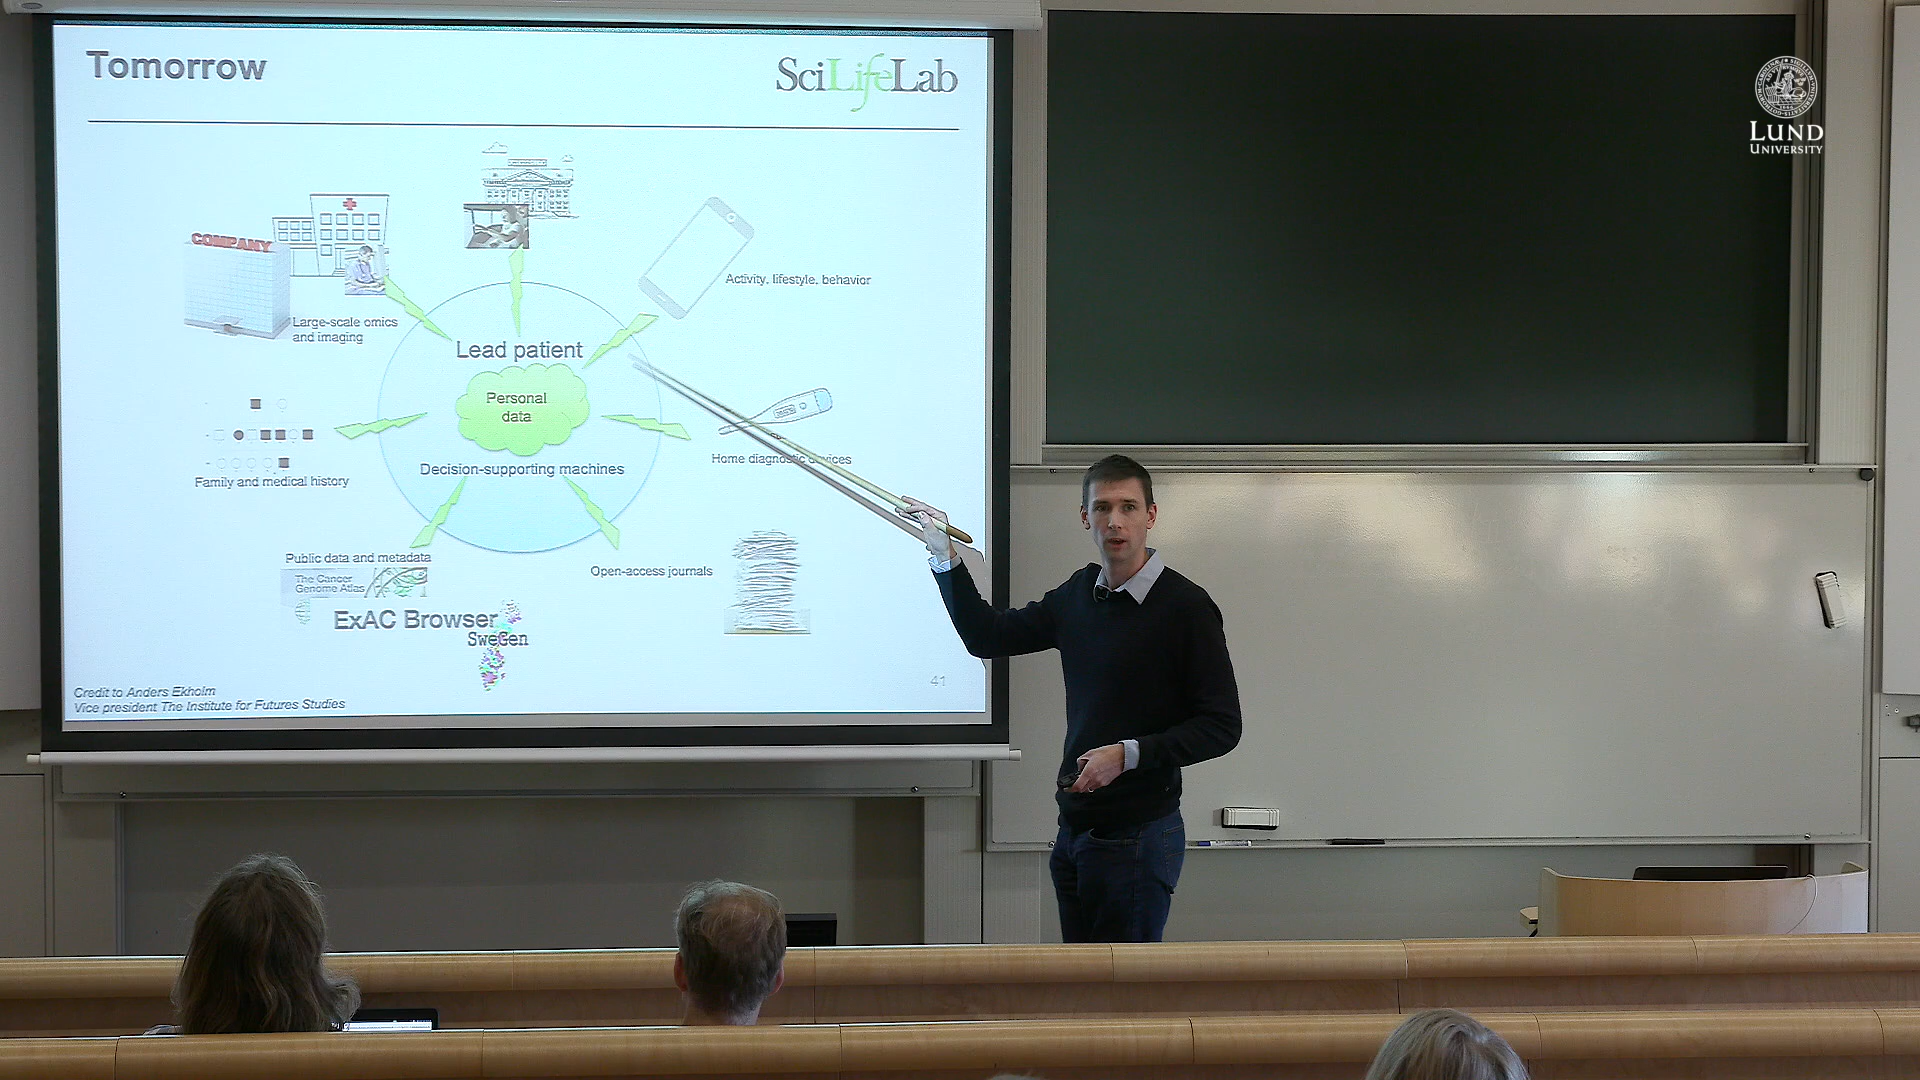 Tomorrow
SciLifeLab
LUND
UNIVERSITY
COMPANY
Activity, lifestyle, behavior
Large-scale omics
and imaging
Lead patient
Personal
data
Home diagnostic devices
Decision-supporting machines
Family and medical history
Public data and metadata
The Cancer
Genome Atlas
Open-access journals
ExAC Browser
SweGen
41
Credit to Anders Ekholm
Vice president The Institute for Futures Studies